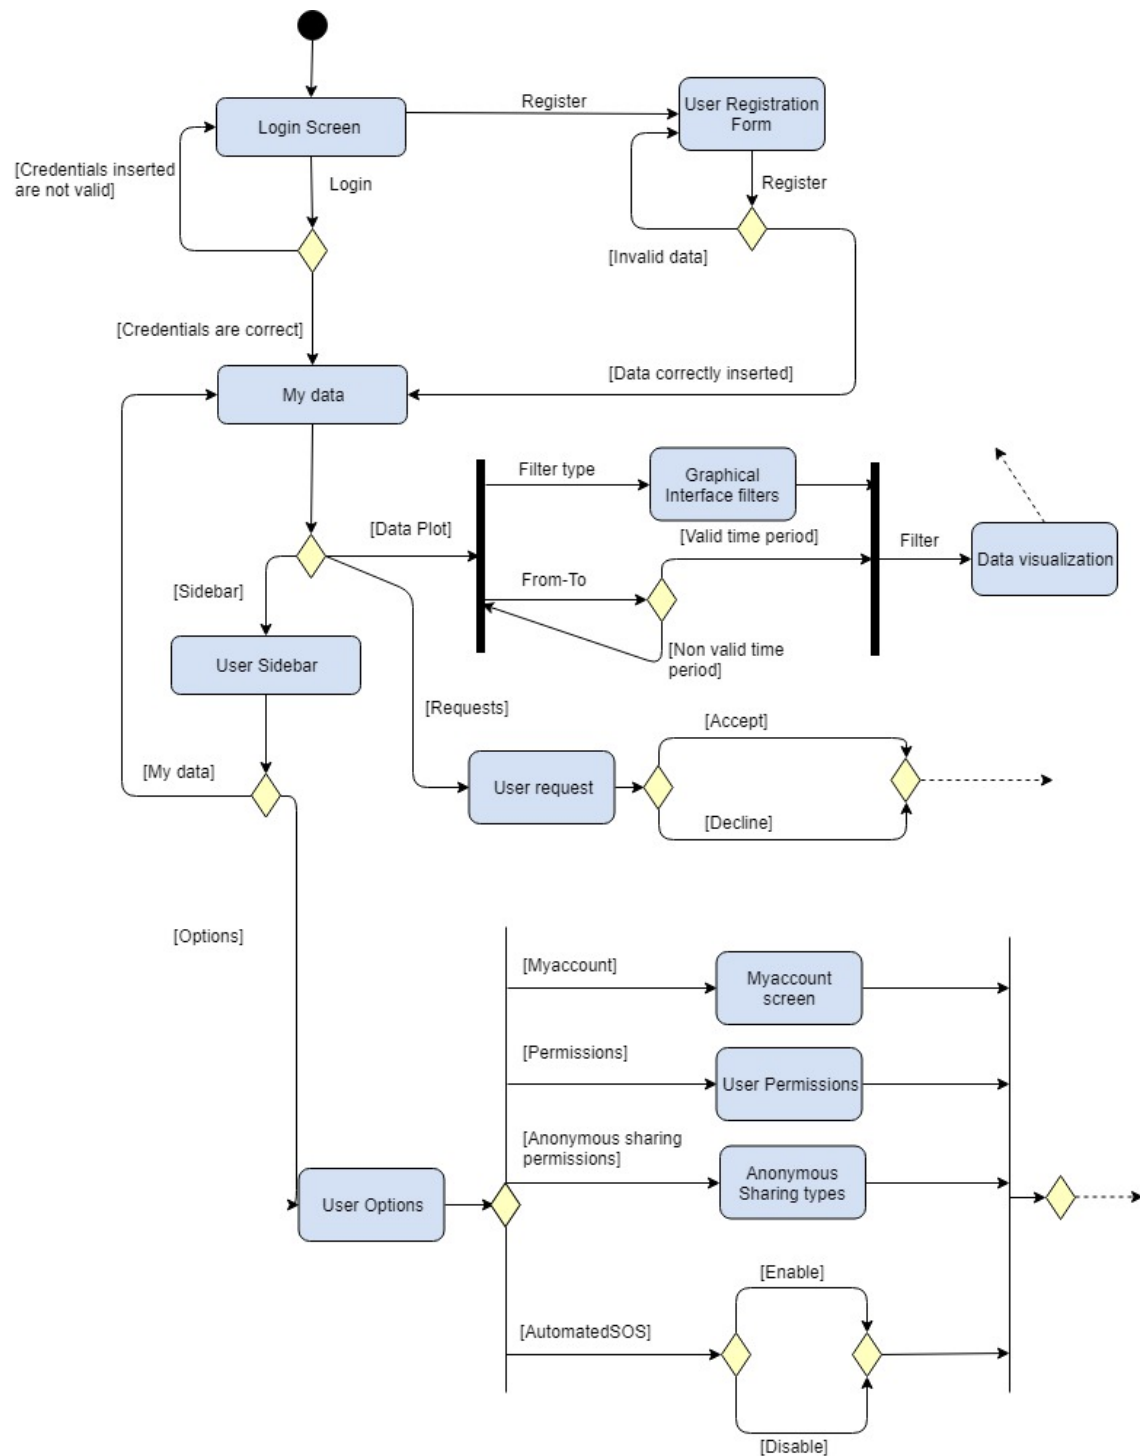 Register
User Registration
Form
Login Screen
[Credentials inserted
are not valid]
Login
Register
[Invalid data]
[Credentials are correct]
[Data correctly inserted]
My data
Filter type
Graphical
Interface filters
[Data Plot]
[Valid time period]
Filter
Data visualization
From-To
[Sidebar]
[Non valid time
period]
User Sidebar
[Requests]
[Accept]
[My data]
User request
[Decline]
[Options]
[Myaccount]
Myaccount
screen
[Permissions]
User Permissions
[Anonymous sharing
permissions]
Anonymous
Sharing types
User Options
[Enable]
[AutomatedSOS]
[Disable]